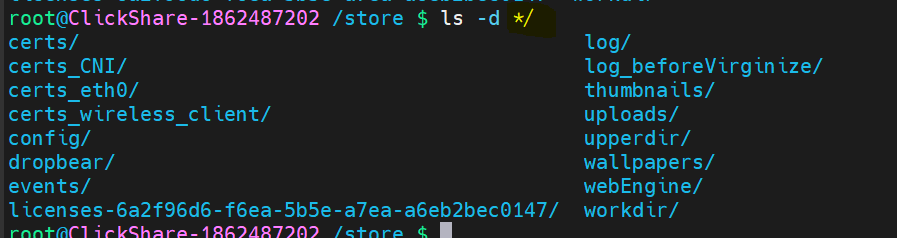 root@ClickShare-1862487202 /store $ ls -d */
certs/ log/
certs_CNI/ log_beforeVirginize/
certs_eth0/ thumbnails/
certs_wireless_client/ uploads/
config/ upperdir/
dropbear/ wallpapers/
events/ webEngine/
licenses-6a2f96d6-f6ea-5b5e-a7ea-a6eb2bec0147/ workdir/
root@ClickShare-1862487202 /store $